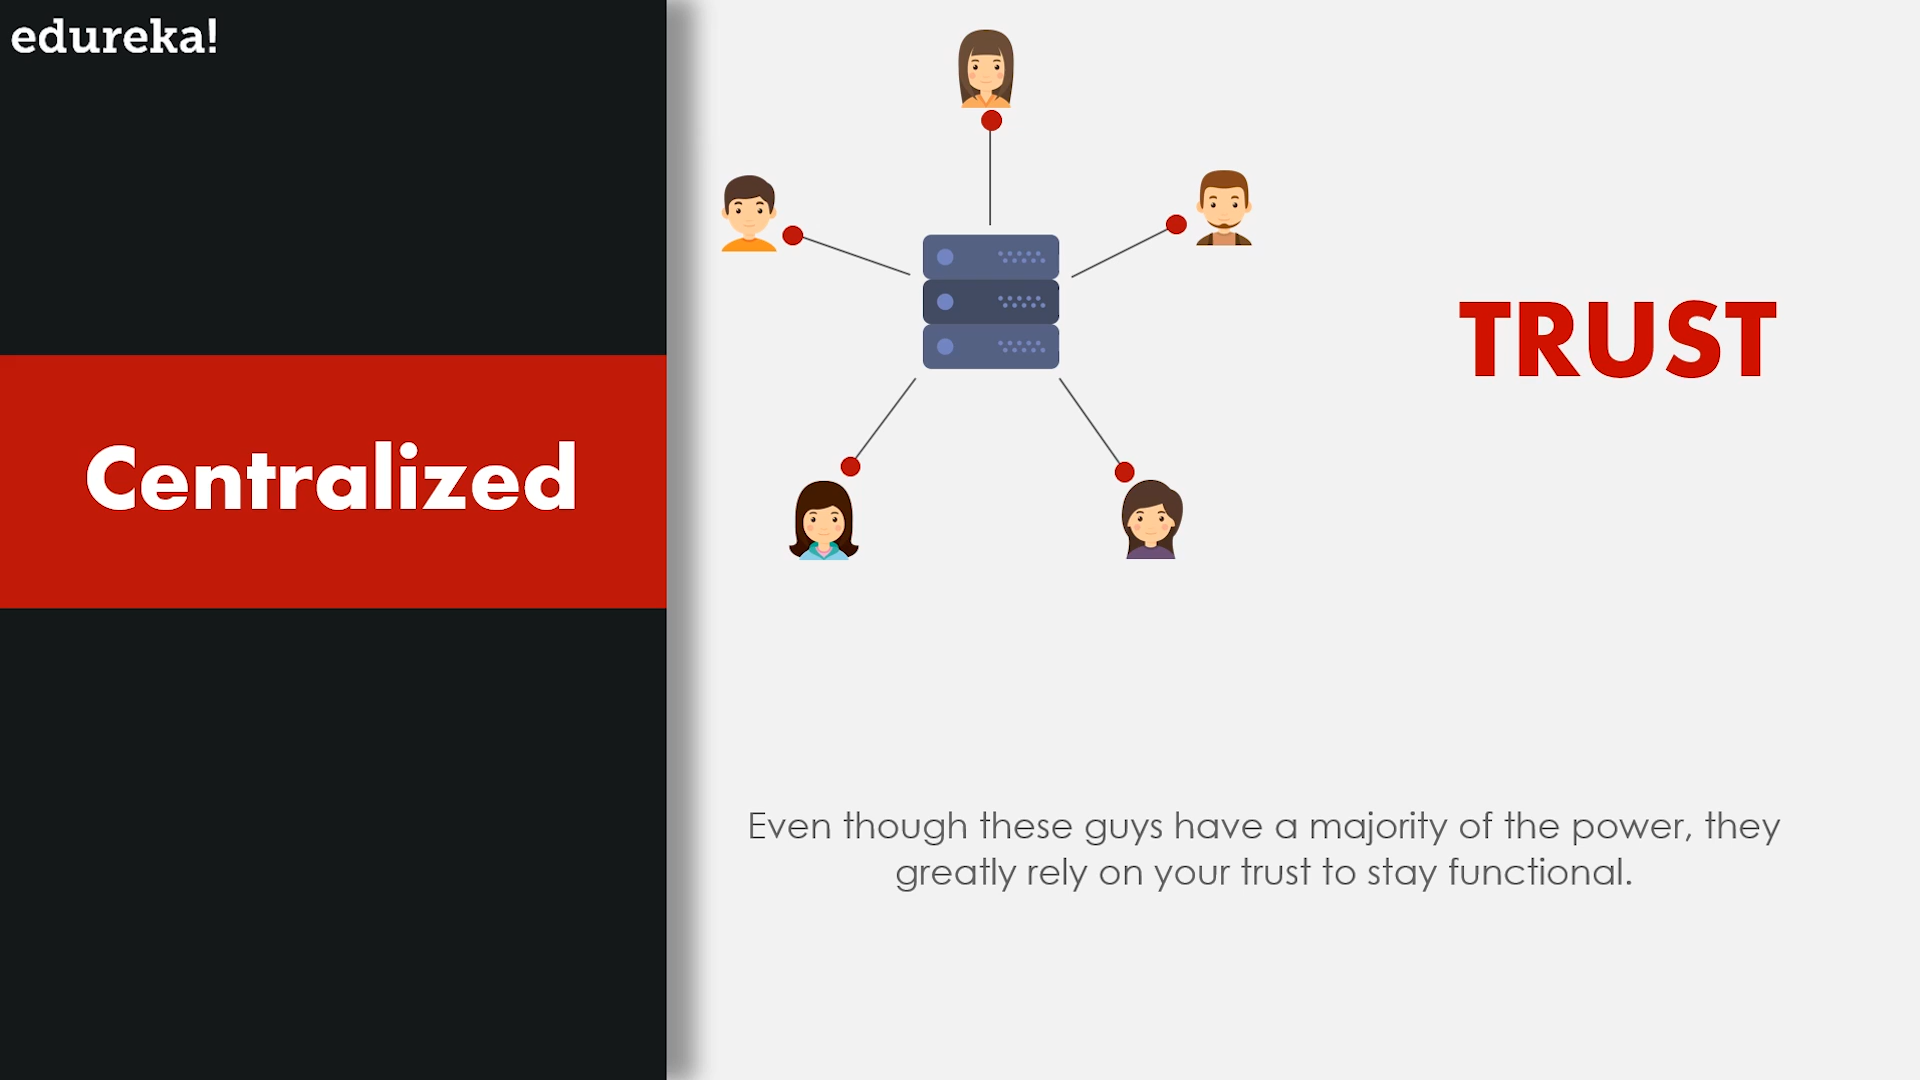 edureka!
Centralized
TRUST
Even though these guys have a majority of the power, they
greatly rely on your trust to stay functional.